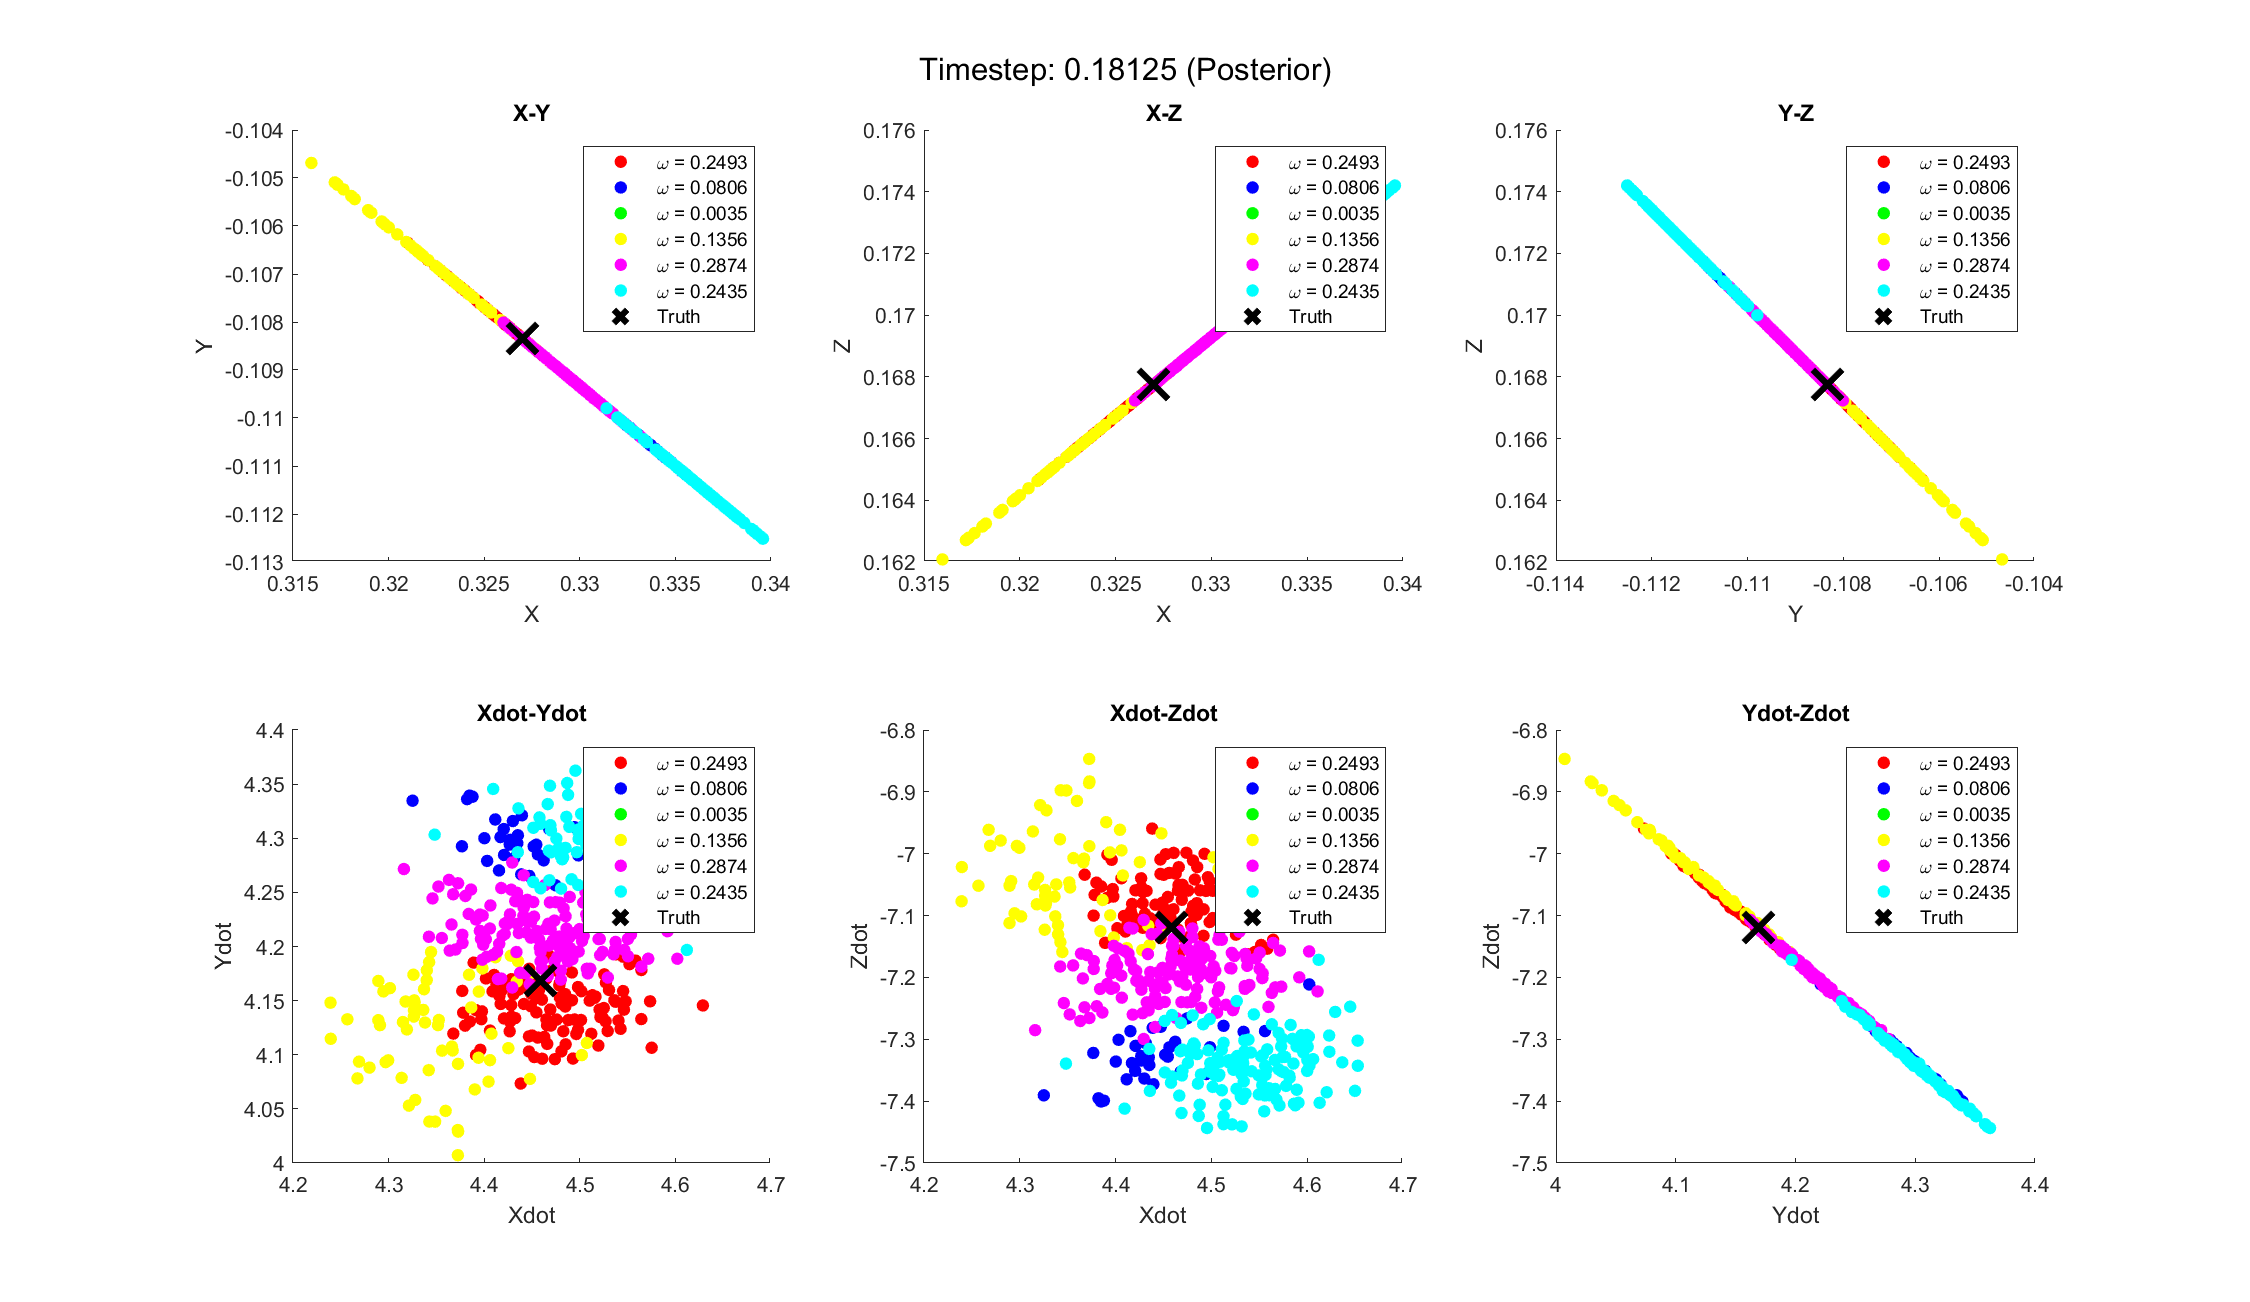 Timestep: 0.18125 (Posterior)
X-Y
-0.104
-0.105
-0.106
-0.107
-0.108
-0.109
-0.11
-0.111
-0.112
-0.113
Y
0.315 0.32 0.325 0.33 0.335 0.34
X
ω = 0.2493
ω = 0.0806
ω = 0.0035
ω = 0.1356
ω = 0.2874
ω = 0.2435
Truth
X-Z
0.176
0.174
0.172
0.17
0.168
0.166
0.164
0.162
Z
0.315 0.32 0.325 0.33 0.335 0.34
X
ω = 0.2493
ω = 0.0806
ω = 0.0035
ω = 0.1356
ω = 0.2874
ω = 0.2435
Truth
Y-Z
0.176
0.174
0.172
0.17
0.168
0.166
0.164
0.162
Z
-0.114 -0.112 -0.11 -0.108 -0.106 -0.104
Y
ω = 0.2493
ω = 0.0806
ω = 0.0035
ω = 0.1356
ω = 0.2874
ω = 0.2435
Truth
Xdot-Ydot
4.4
4.35
4.3
4.25
4.2
4.15
4.1
4.05
4
Ydot
4.2 4.3 4.4 4.5 4.6 4.7
Xdot
ω = 0.2493
ω = 0.0806
ω = 0.0035
ω = 0.1356
ω = 0.2874
ω = 0.2435
Truth
Xdot-Zdot
-6.8
-6.9
-7
-7.1
-7.2
-7.3
-7.4
-7.5
Zdot
4.2 4.3 4.4 4.5 4.6 4.7
Xdot
ω = 0.2493
ω = 0.0806
ω = 0.0035
ω = 0.1356
ω = 0.2874
ω = 0.2435
Truth
Ydot-Zdot
-6.8
-6.9
-7
-7.1
-7.2
-7.3
-7.4
-7.5
Zdot
4 4.1 4.2 4.3 4.4
Ydot
ω = 0.2493
ω = 0.0806
ω = 0.0035
ω = 0.1356
ω = 0.2874
ω = 0.2435
Truth